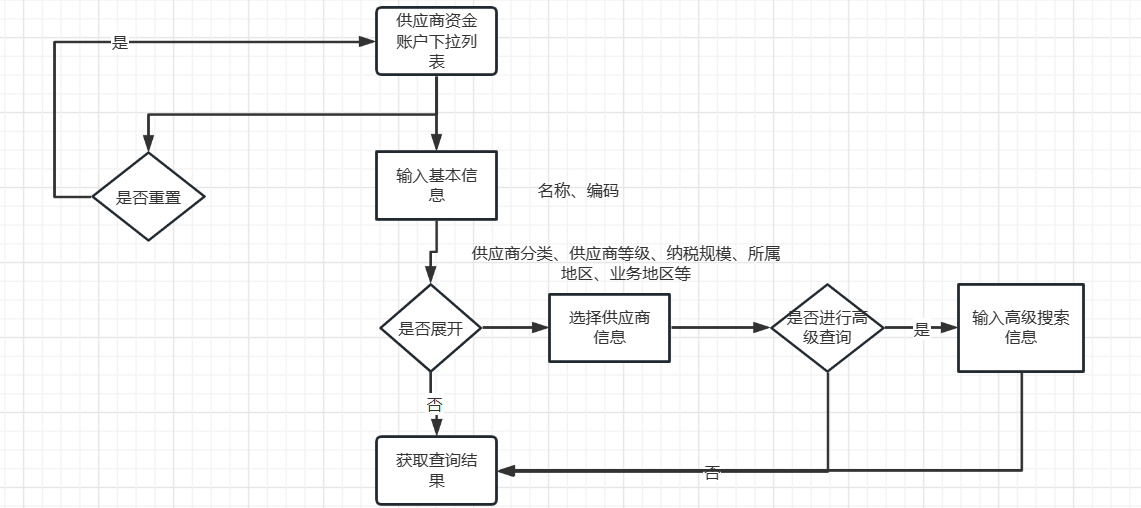 供应商资金
账户下拉列
表
是
是否重置
输入基本信
息
名称、编码
供应商分类、供应商等级、纳税规模、所属
地区、业务地区等
是否展开
选择供应商
信息
是否进行高
级查询
是
输入高级搜索
信息
否
获取查询结
果
否